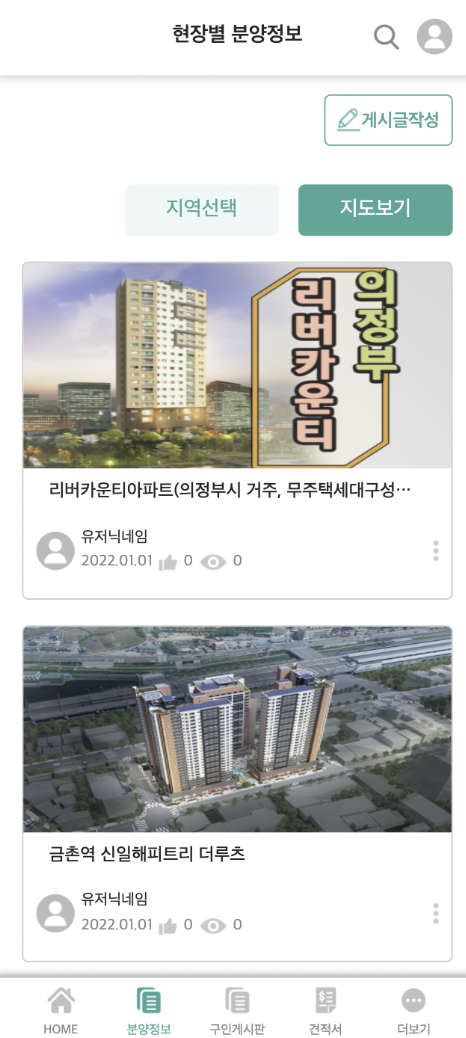 현장별 분양정보
게시글작성
지역선택
지도보기
의정부
리버카운티
리버카운티아파트(의정부시 거주, 무주택세대구성⋯
유저닉네임
2022.01.01 0 0
금촌역 신일해피트리 더루츠
유저닉네임
2022.01.01 0 0
HOME
분양정보
구인게시판
견적서
더보기